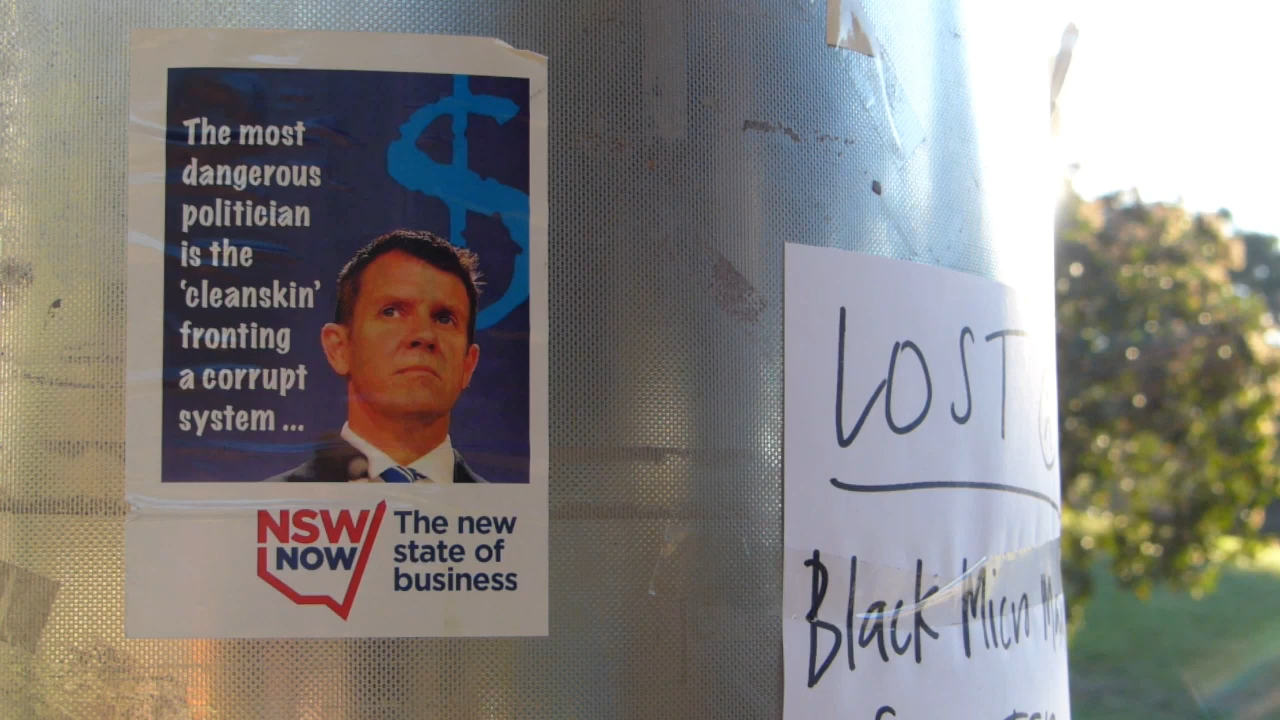 The most
dangerous
politician
is the
‘cleanskin’
fronting
a corrupt
system ...
$
NSW
NOW
The new
state of
business
LOST
Black Micn